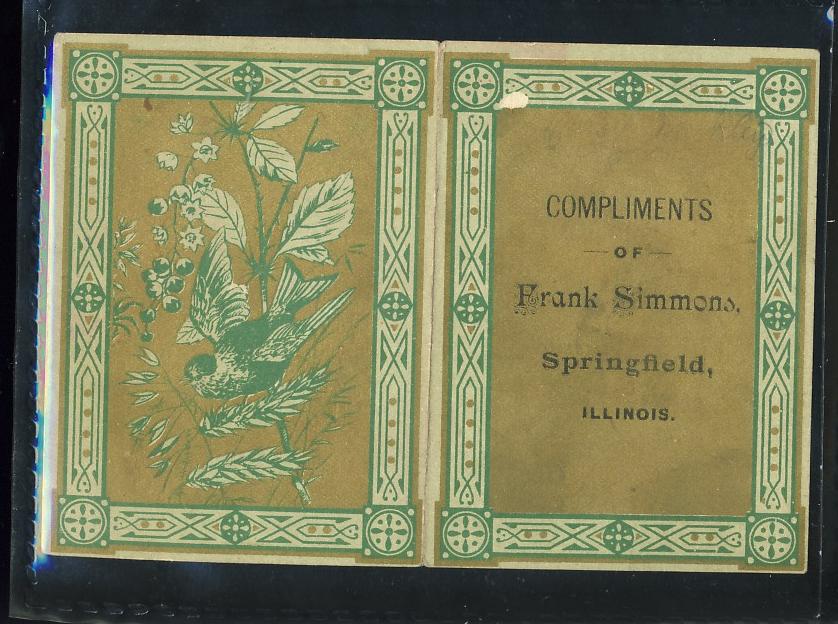 COMPLIMENTS
OF
Frank Simmons,
Springfield,
ILLINOIS.